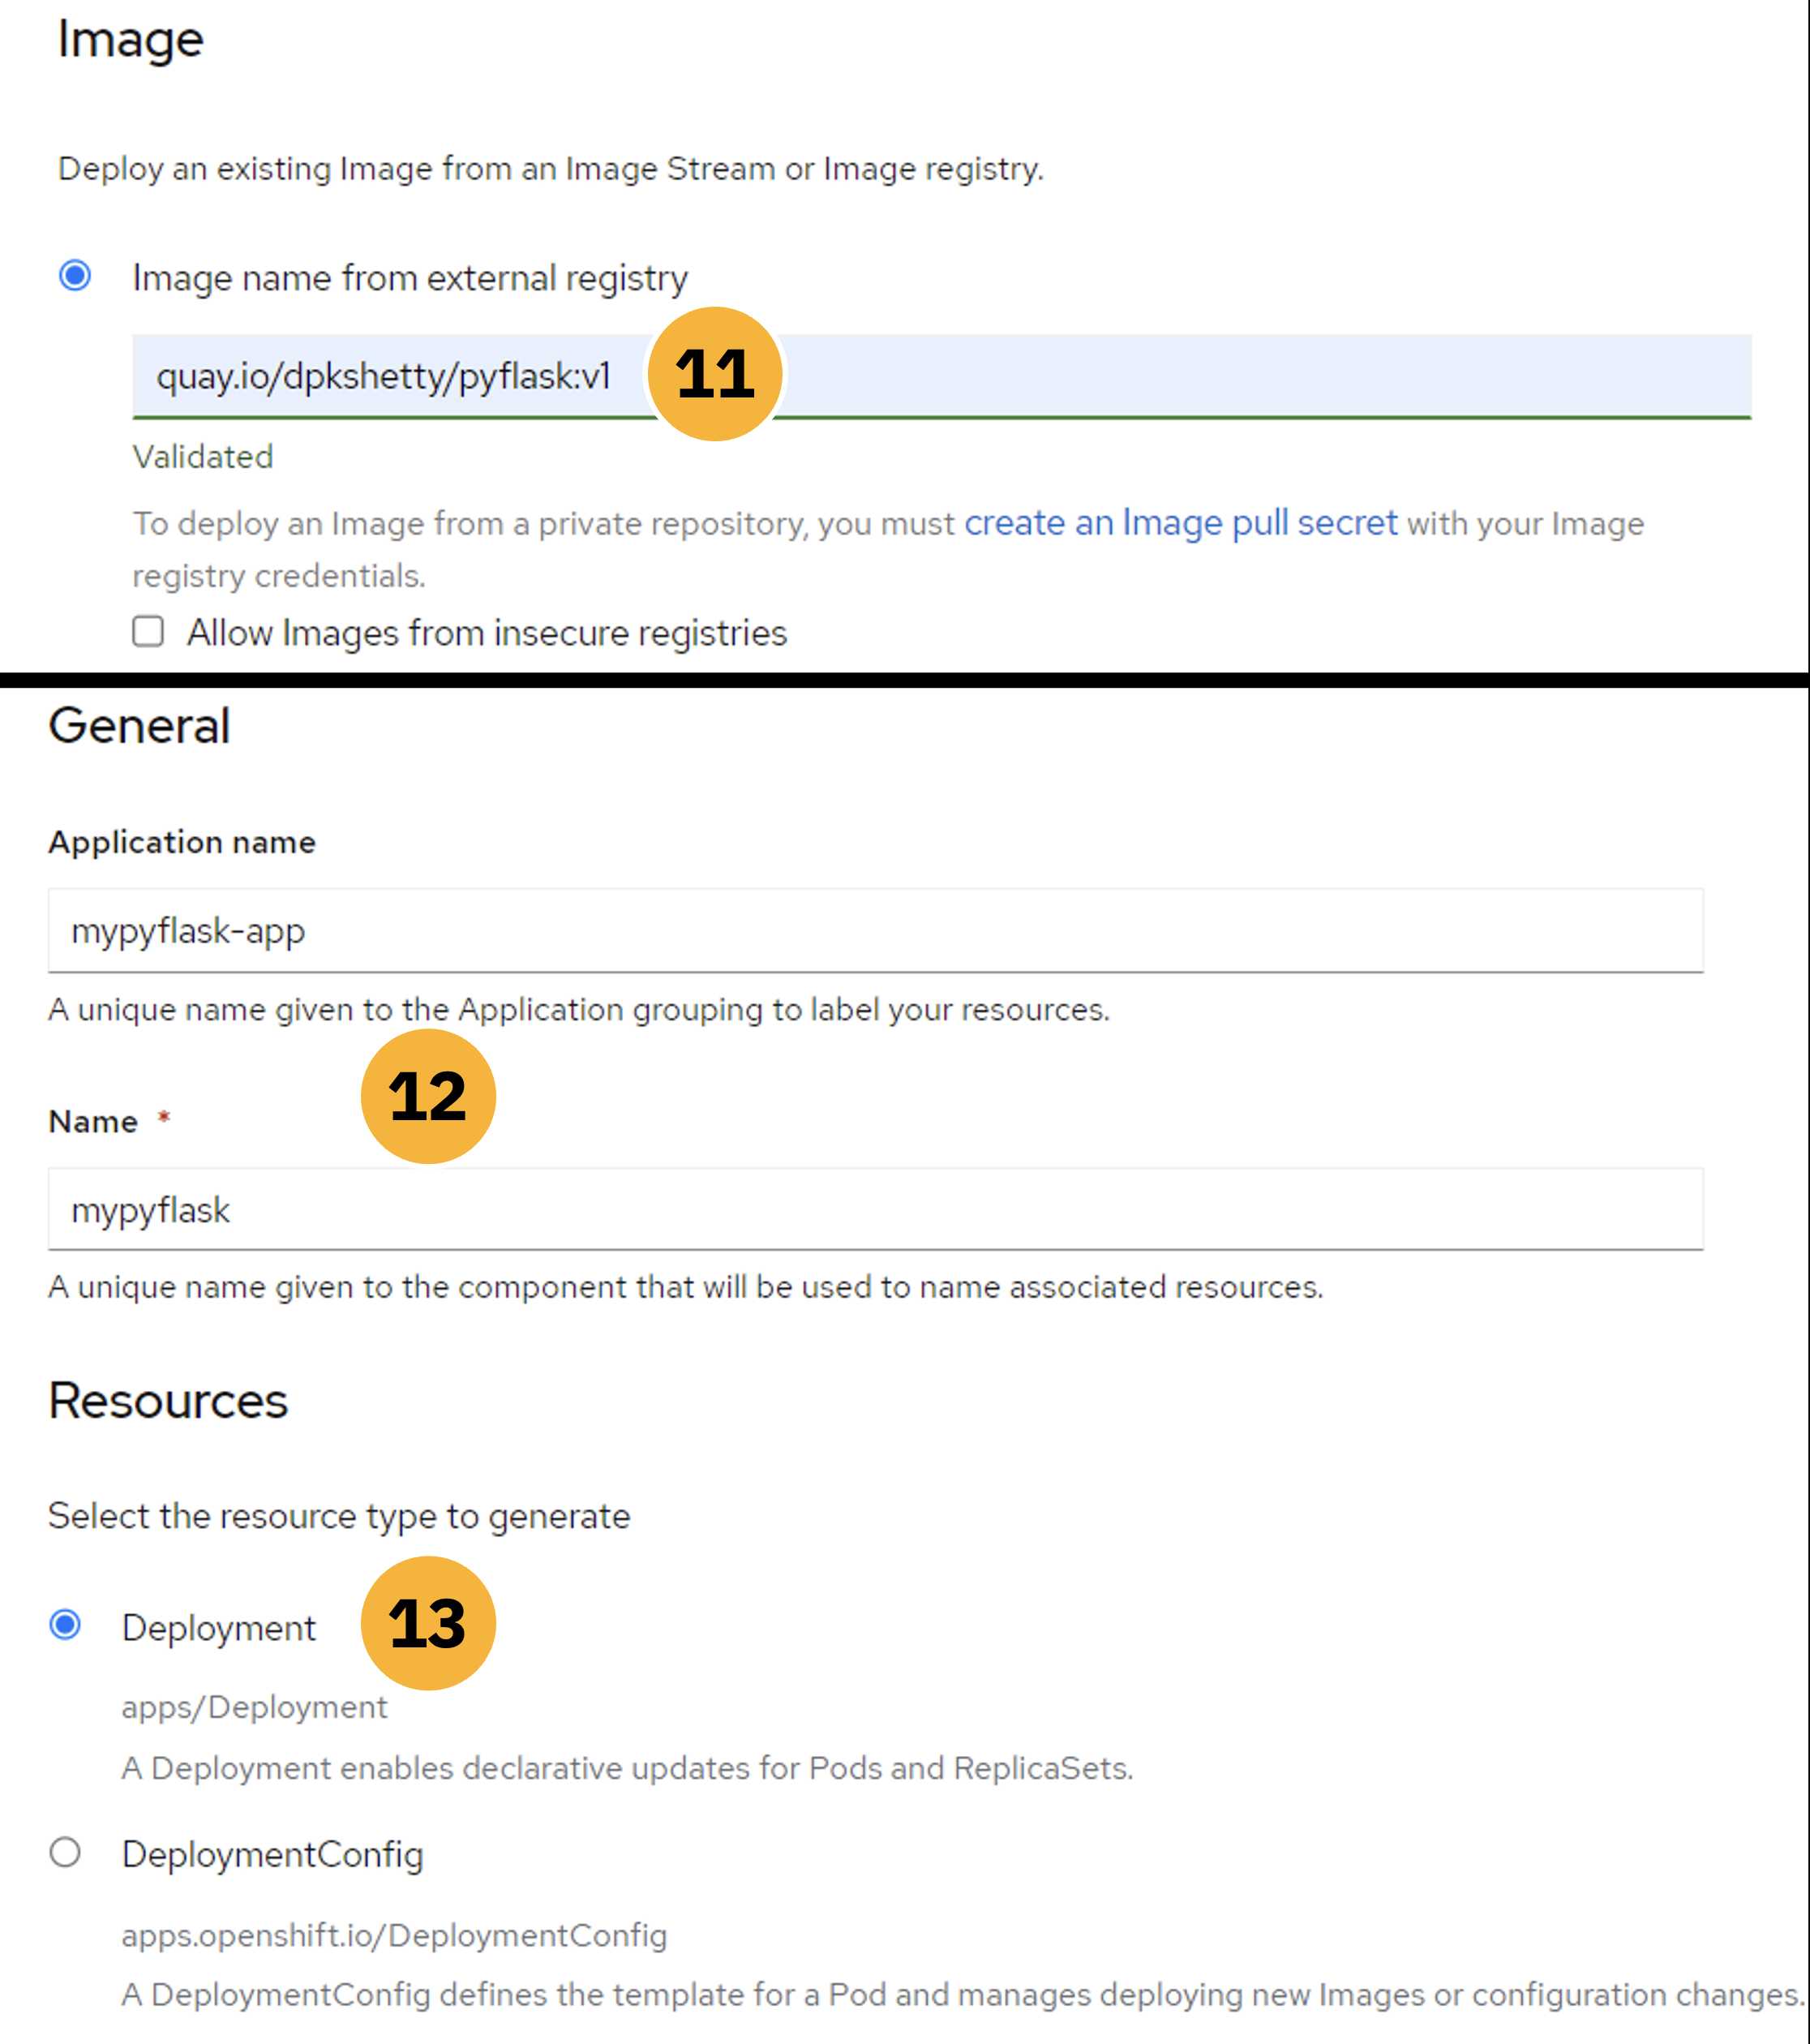 Image
Deploy an existing Image from an Image Stream or Image registry.
Image name from external registry
quay.io/dpkshetty/pyflask:v1
11
Validated
To deploy an Image from a private repository, you must create an Image pull secret with your Image
registry credentials.
Allow Images from insecure registries
General
Application name
mypyflask-app
A unique name given to the Application grouping to label your resources.
12
Name *
mypyflask
A unique name given to the component that will be used to name associated resources.
Resources
Select the resource type to generate
Deployment
13
apps/Deployment
A Deployment enables declarative updates for Pods and ReplicaSets.
DeploymentConfig
apps.openshift.io/DeploymentConfig
A DeploymentConfig defines the template for a Pod and manages deploying new Images or configuration changes.